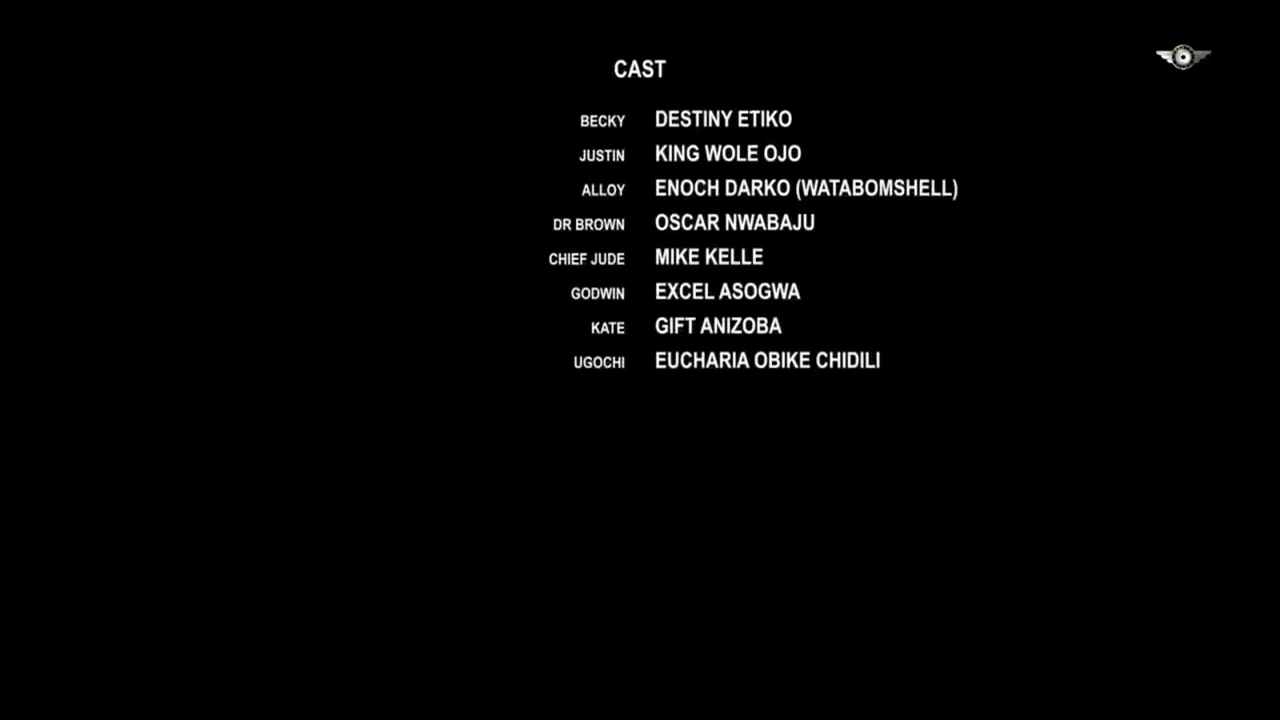 CAST
BECKY DESTINY ETIKO
JUSTIN KING WOLE OJO
ALLOY ENOCH DARKO (WATABOMSHELL)
DR BROWN OSCAR NWABAJU
CHIEF JUDE MIKE KELLE
GODWIN EXCEL ASOGWA
KATE GIFT ANIZOBA
UGOCHI EUCHARIA OBIKE CHIDILI